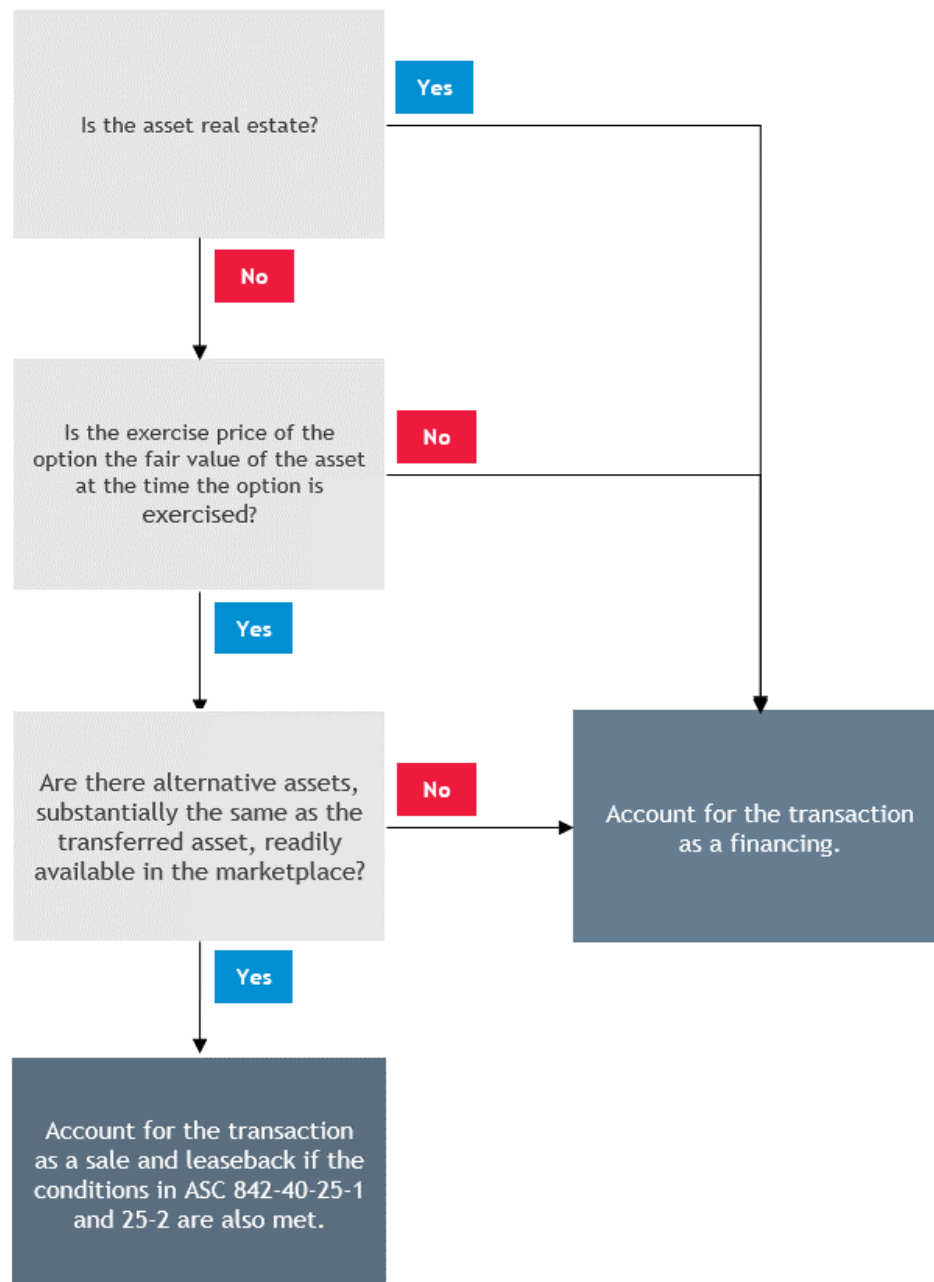 Yes
Is the asset real estate?
No
Is the exercise price of the
option the fair value of the asset
at the time the option is
exercised?
No
Yes
Are there alternative assets,
substantially the same as the
transferred asset, readily
available in the marketplace?
No
Account for the transaction
as a financing.
Yes
Account for the transaction
as a sale and leaseback if the
conditions in ASC 842-40-25-1
and 25-2 are also met.